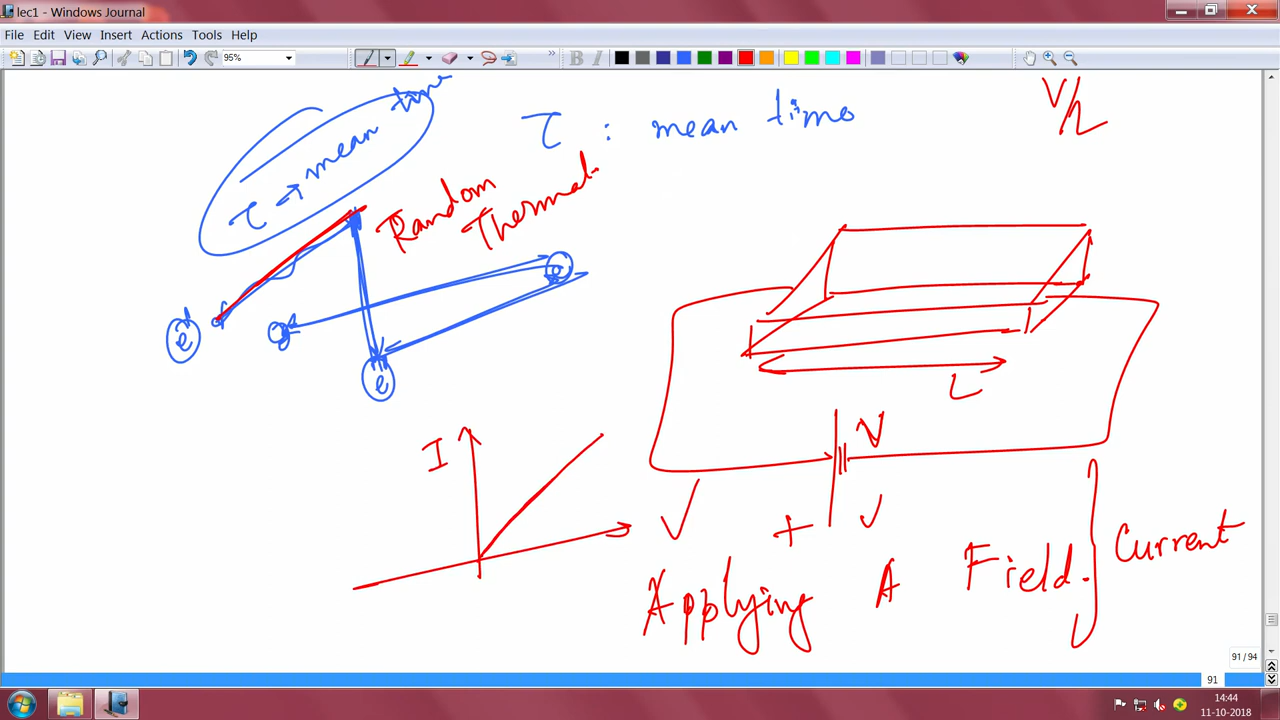 lec1 - Windows Journal
File Edit View Insert Actions Tools Help
95%
B I
τ → mean time
τ : mean time
V/L
Random
Thermal
e
e
L
I
V
V
+
Applying A Field.
Current
91 / 94
91
14:44
11-10-2018